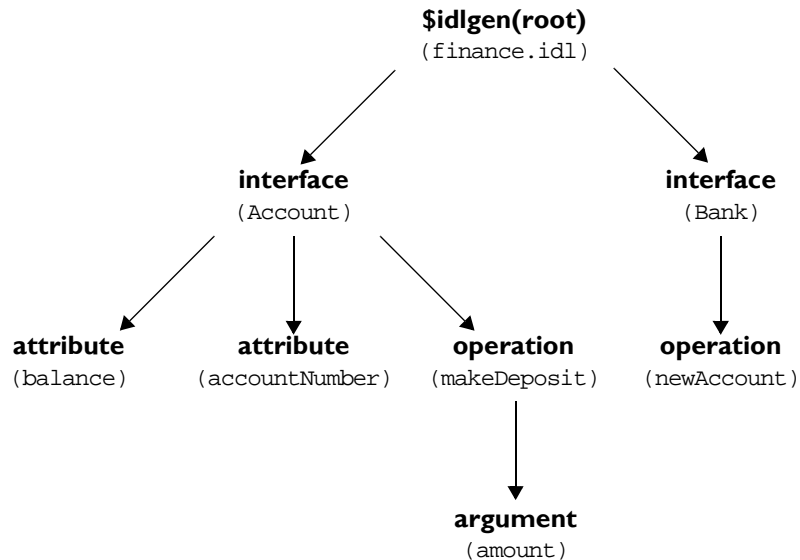 $idlgen(root)
(finance.idl)
interface
(Account)
interface
(Bank)
attribute
(balance)
attribute
(accountNumber)
operation
(makeDeposit)
operation
(newAccount)
argument
(amount)